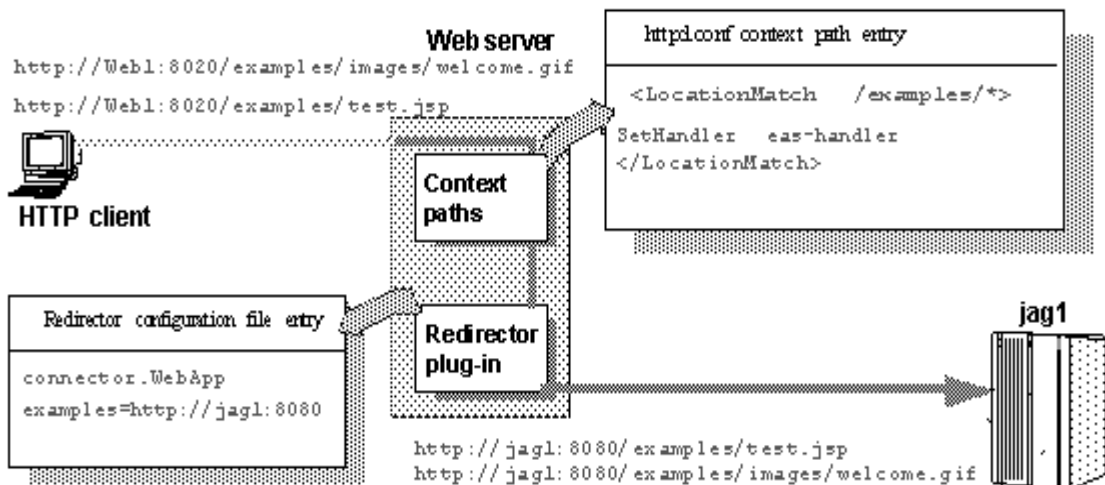 Web server
http://Web1:8020/examples/images/welcome.gif
http://Web1:8020/examples/test.jsp
HTTP client
httpd.conf context path entry
<LocationMatch /examples/*>
SetHandler eas-handler
</LocationMatch>
Context
paths
Redirector configuration file entry
connector.WebApp
examples=http://jag1:8080
Redirector
plug-in
jag1
http://jag1:8080/examples/test.jsp
http://jag1:8080/examples/images/welcome.gif